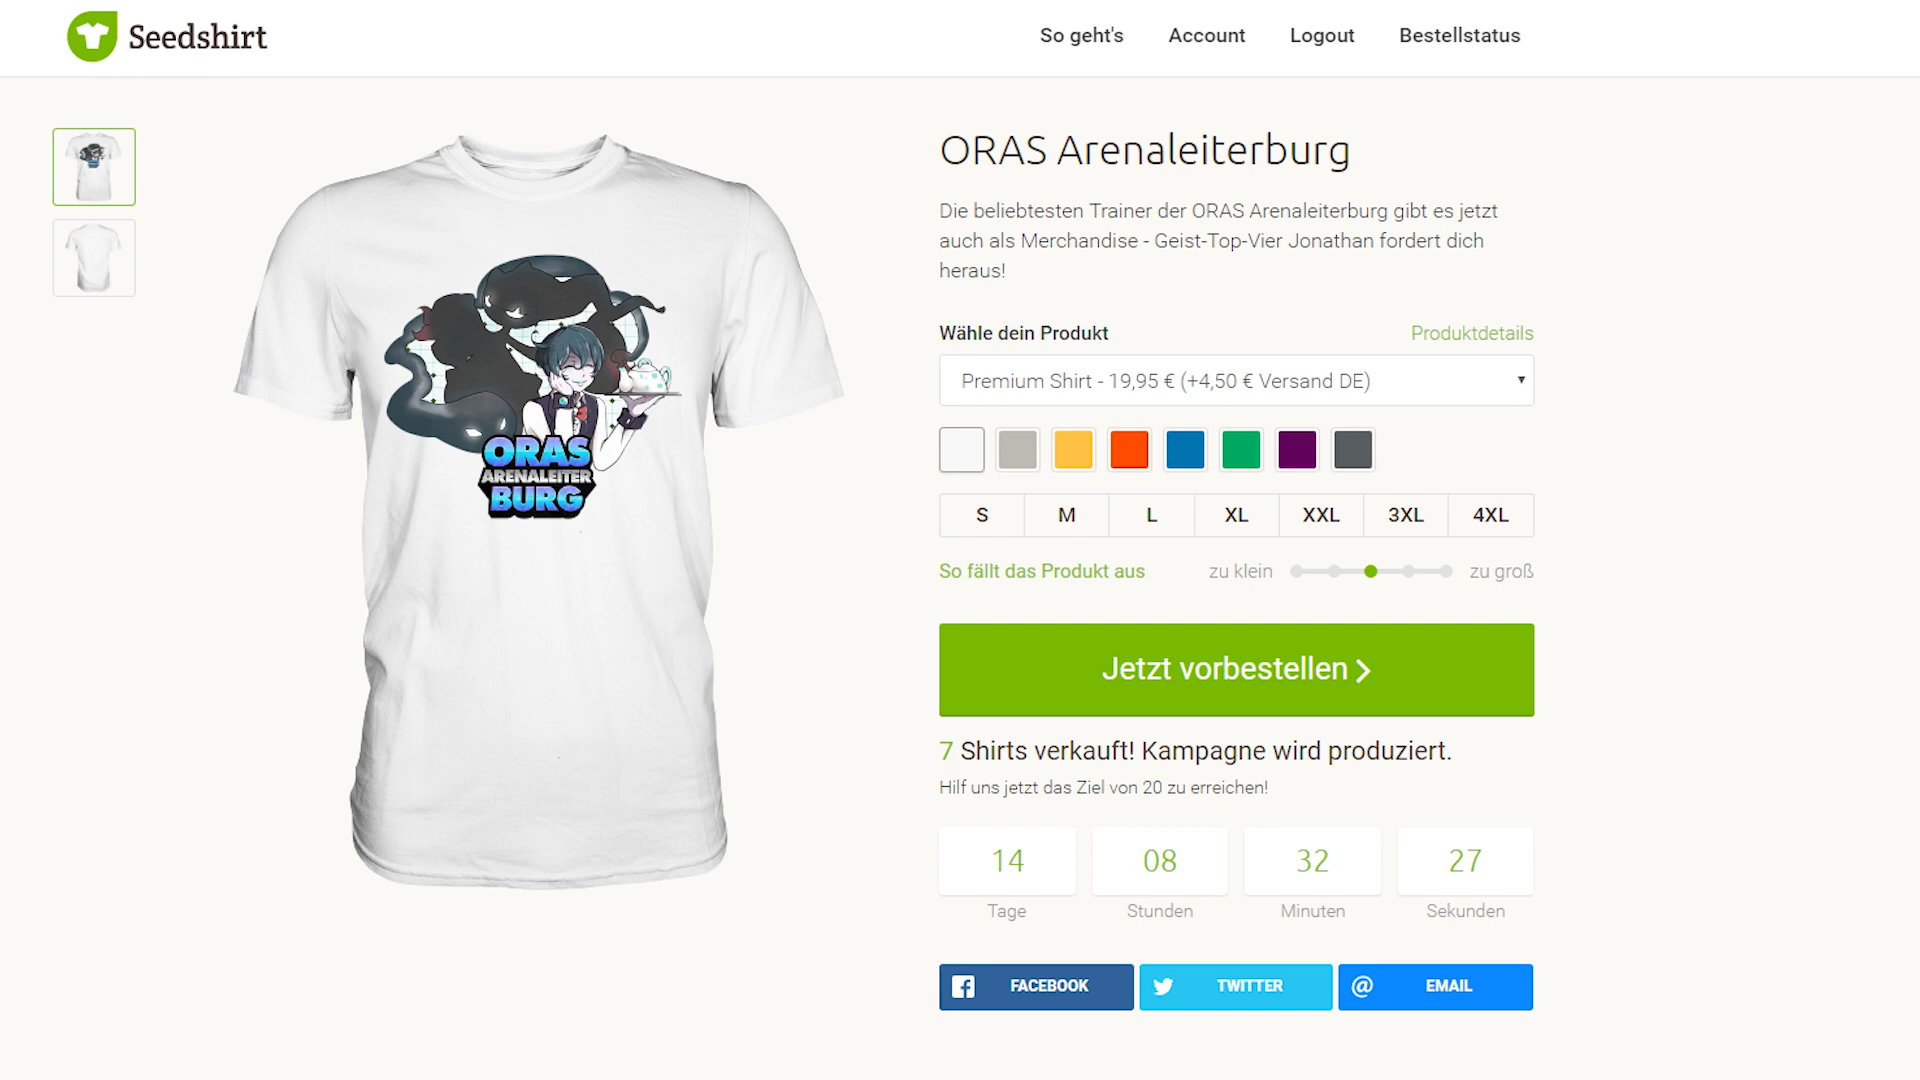 Seedshirt
So geht's
Account
Logout
Bestellstatus
ORAS Arenaleiterburg
Die beliebtesten Trainer der ORAS Arenaleiterburg gibt es jetzt
auch als Merchandise - Geist-Top-Vier Jonathan fordert dich
heraus!
Wähle dein Produkt
Produktdetails
Premium Shirt - 19,95 € (+4,50 € Versand DE)
S M L XL XXL 3XL 4XL
So fällt das Produkt aus
zu klein
zu groß
Jetzt vorbestellen
7 Shirts verkauft! Kampagne wird produziert.
Hilf uns jetzt das Ziel von 20 zu erreichen!
14 08 32 27
Tage Stunden Minuten Sekunden
FACEBOOK
TWITTER
@ EMAIL
ORAS
ARENALEITER
BURG